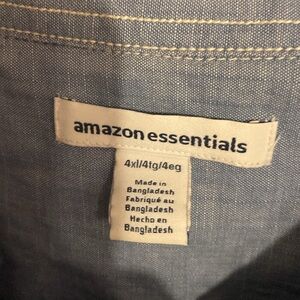 amazon essentials
4xl/4tg/4eg
Made in
Bangladesh
Fabriqué au
Bangladesh
Hecho en
Bangladesh